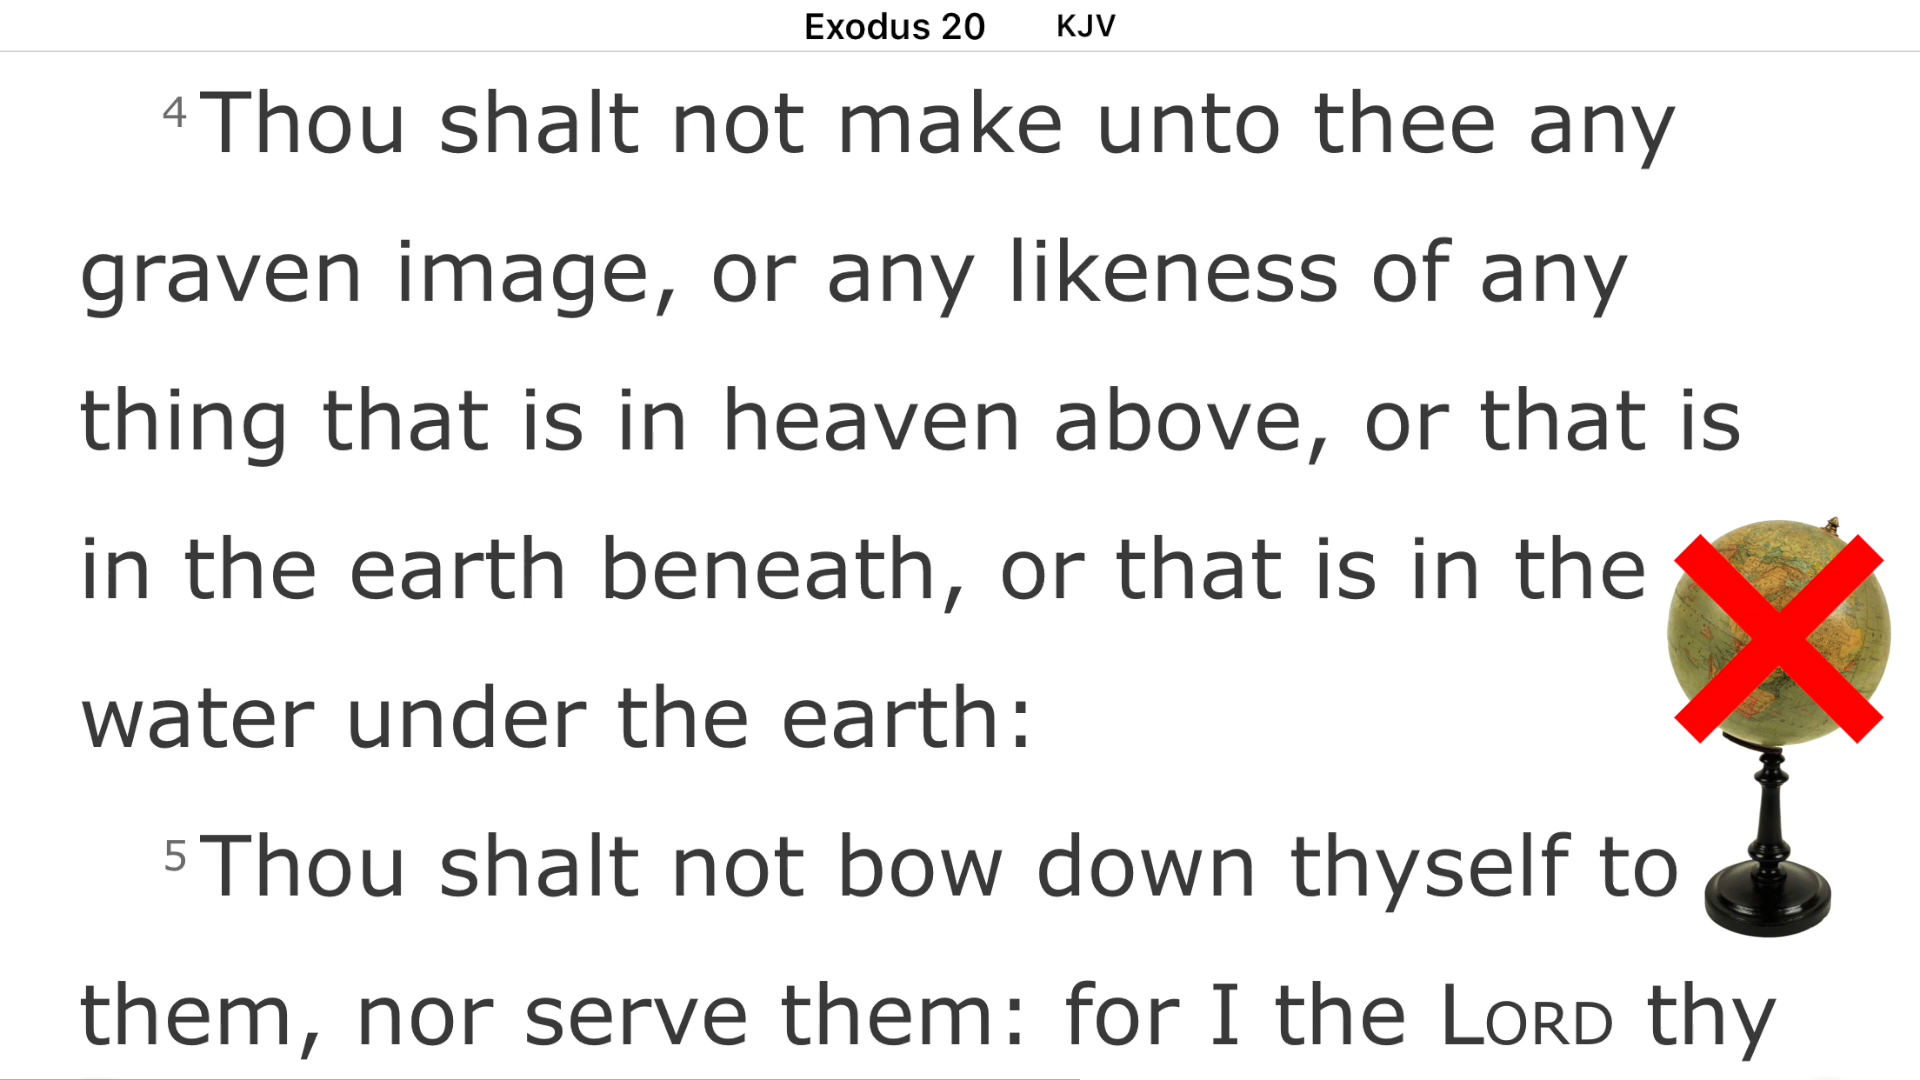 Exodus 20 KJV
4 Thou shalt not make unto thee any
graven image, or any likeness of any
thing that is in heaven above, or that is
in the earth beneath, or that is in the
water under the earth:
5 Thou shalt not bow down thyself to
them, nor serve them: for I the LORD thy